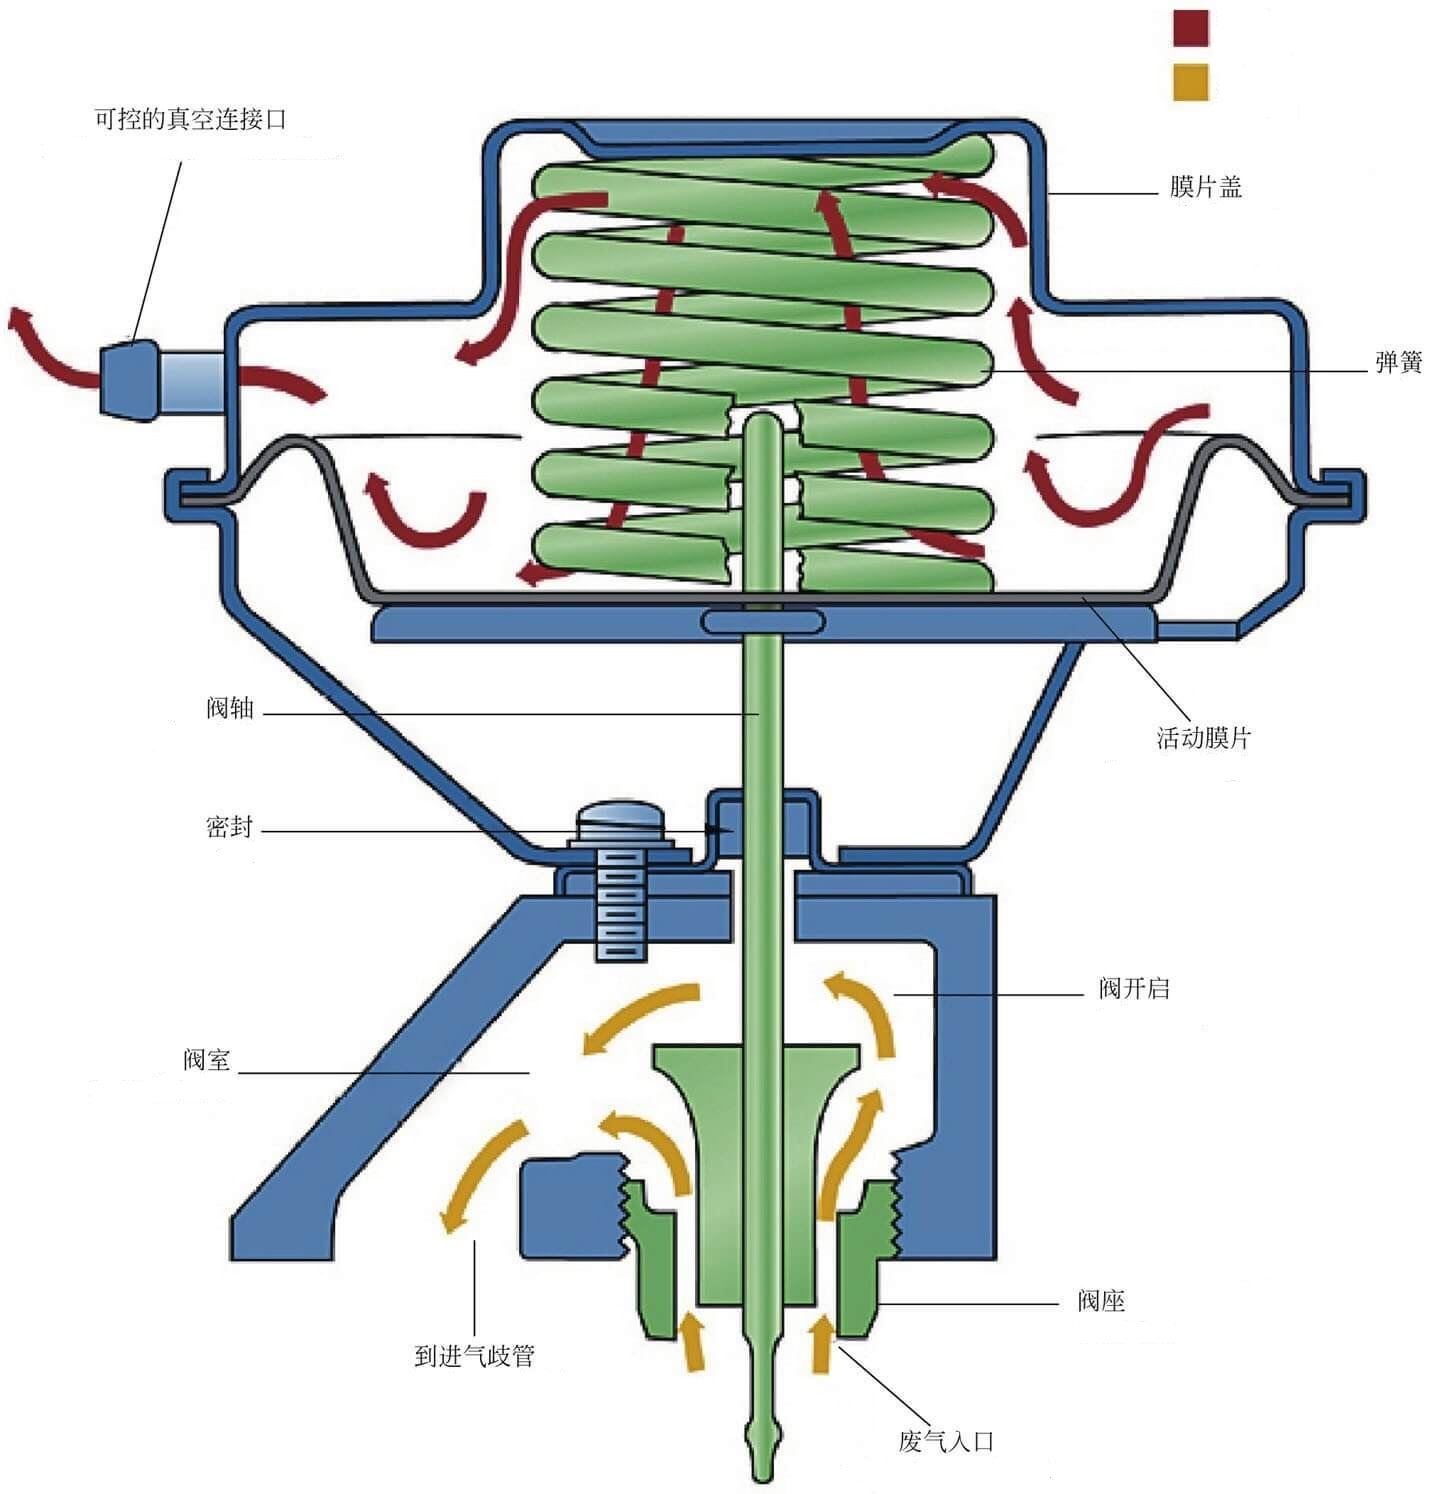 可控的真空连接口
膜片盖
弹簧
阀轴
活动膜片
密封
阀开启
阀室
阀座
到进气歧管
废气入口